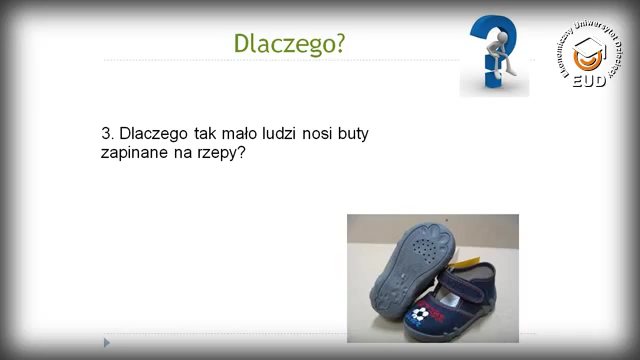 Dlaczego?
Ekonomiczny Uniwersytet Dziecięcy
EUD
3. Dlaczego tak mało ludzi nosi buty
zapinane na rzepy?